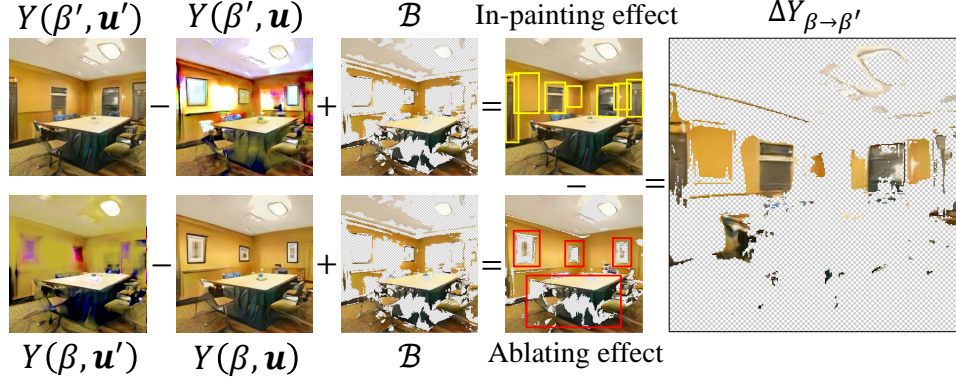 Y(β′, u′) Y(β′, u) ℬ In-painting effect ΔY_{β→β′}
− + = − =
− + =
Y(β, u′) Y(β, u) ℬ Ablating effect